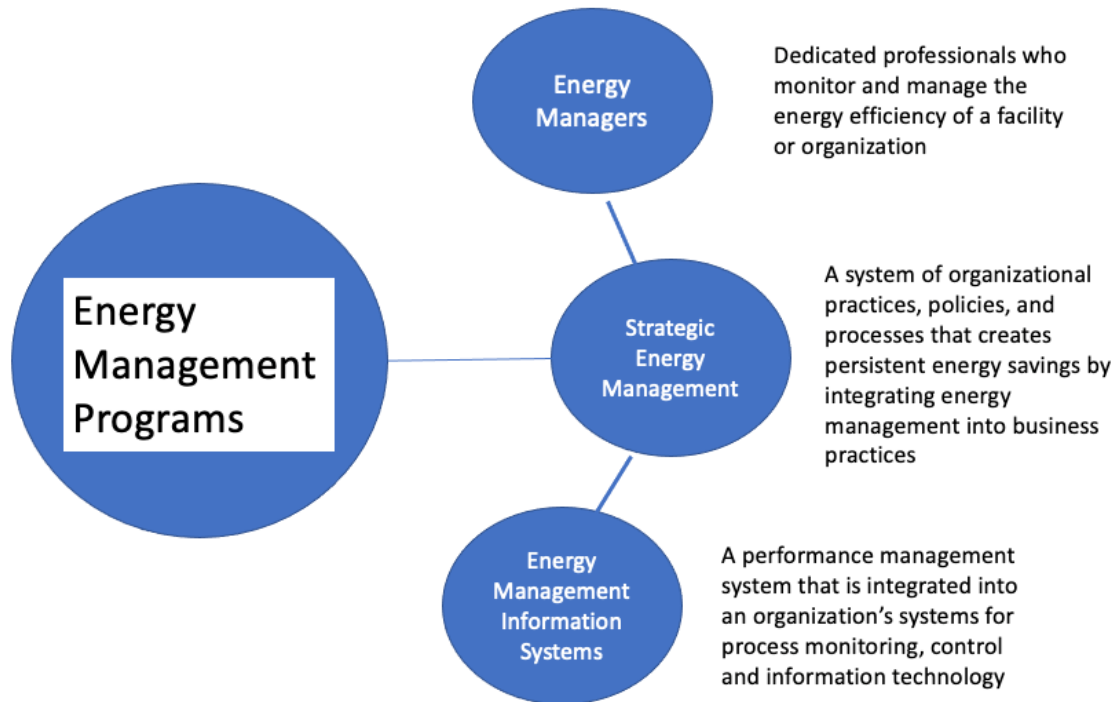 Energy
Managers
Dedicated professionals who
monitor and manage the
energy efficiency of a facility
or organization
Energy
Management
Programs
Strategic
Energy
Management
A system of organizational
practices, policies, and
processes that creates
persistent energy savings by
integrating energy
management into business
practices
Energy
Management
Information
Systems
A performance management
system that is integrated into
an organization’s systems for
process monitoring, control
and information technology